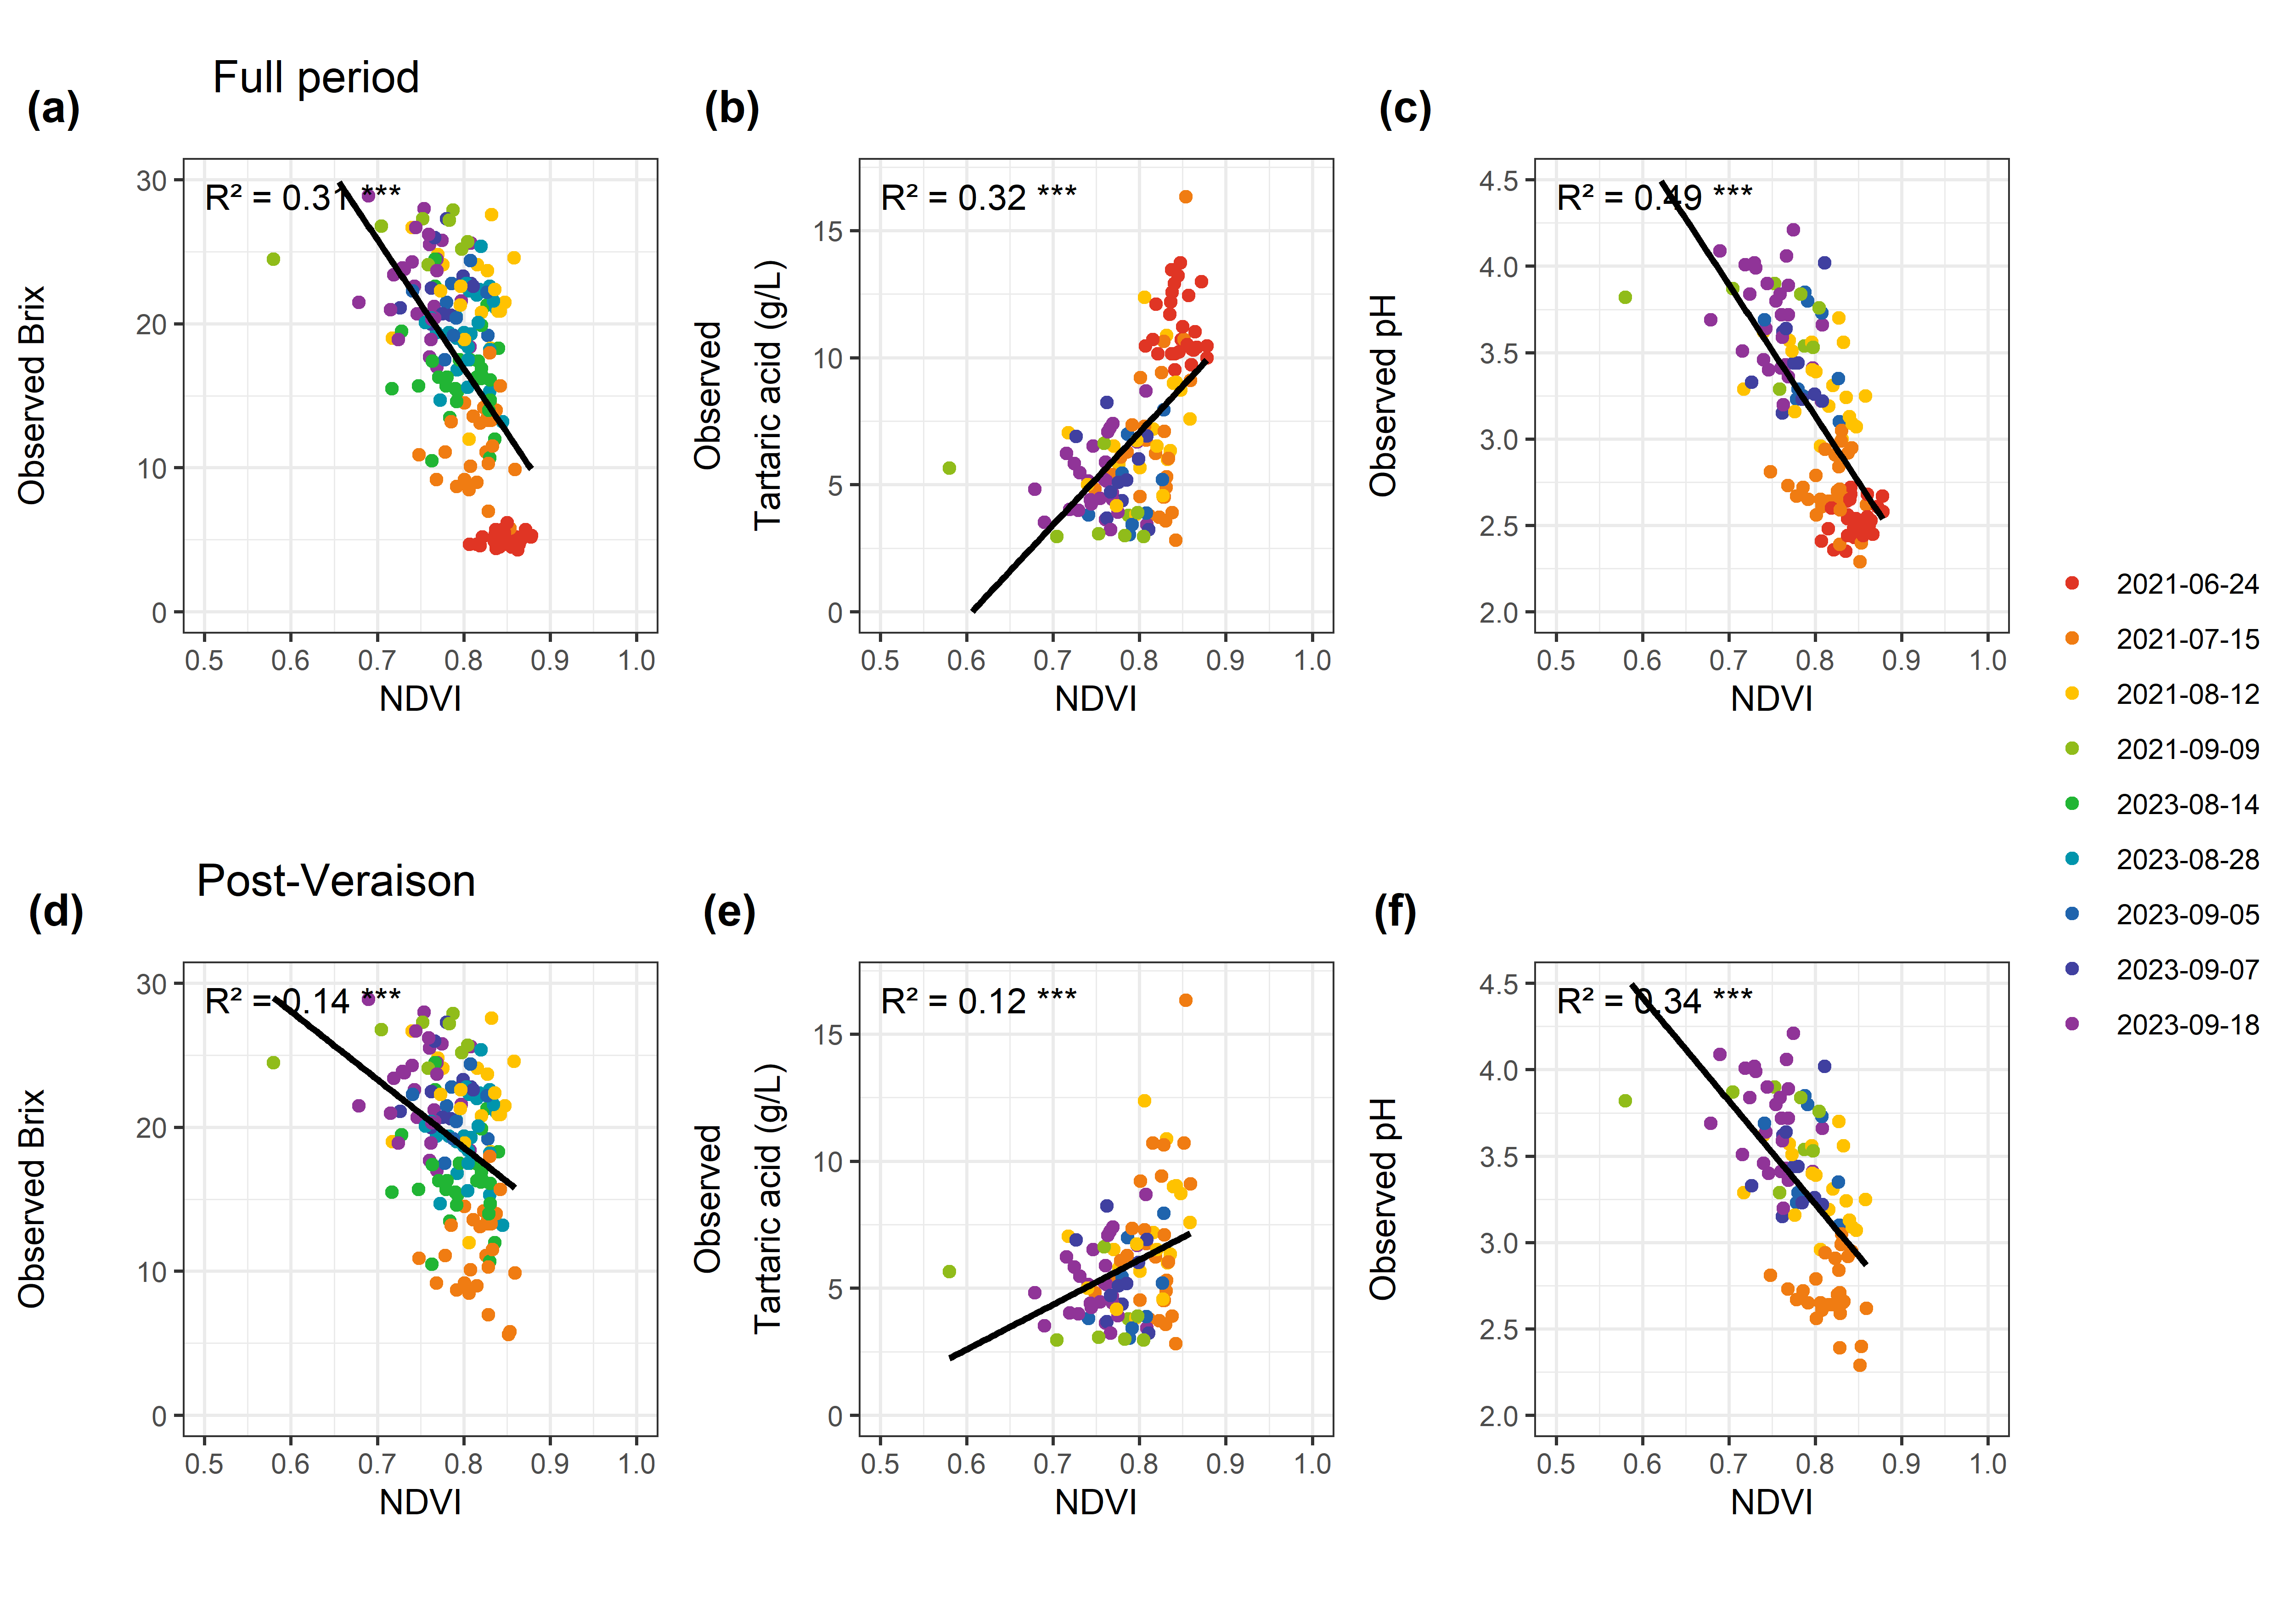 Full period
(a)
(b)
(c)
R² = 0.31 ***
30
20
10
0
Observed Brix
0.5 0.6 0.7 0.8 0.9 1.0
NDVI
R² = 0.32 ***
15
10
5
0
Observed
Tartaric acid (g/L)
0.5 0.6 0.7 0.8 0.9 1.0
NDVI
R² = 0.49 ***
4.5
4.0
3.5
3.0
2.5
2.0
Observed pH
0.5 0.6 0.7 0.8 0.9 1.0
NDVI
2021-06-24
2021-07-15
2021-08-12
2021-09-09
2023-08-14
2023-08-28
2023-09-05
2023-09-07
2023-09-18
Post-Veraison
(d)
(e)
(f)
R² = 0.14 ***
30
20
10
0
Observed Brix
0.5 0.6 0.7 0.8 0.9 1.0
NDVI
R² = 0.12 ***
15
10
5
0
Observed
Tartaric acid (g/L)
0.5 0.6 0.7 0.8 0.9 1.0
NDVI
R² = 0.34 ***
4.5
4.0
3.5
3.0
2.5
2.0
Observed pH
0.5 0.6 0.7 0.8 0.9 1.0
NDVI